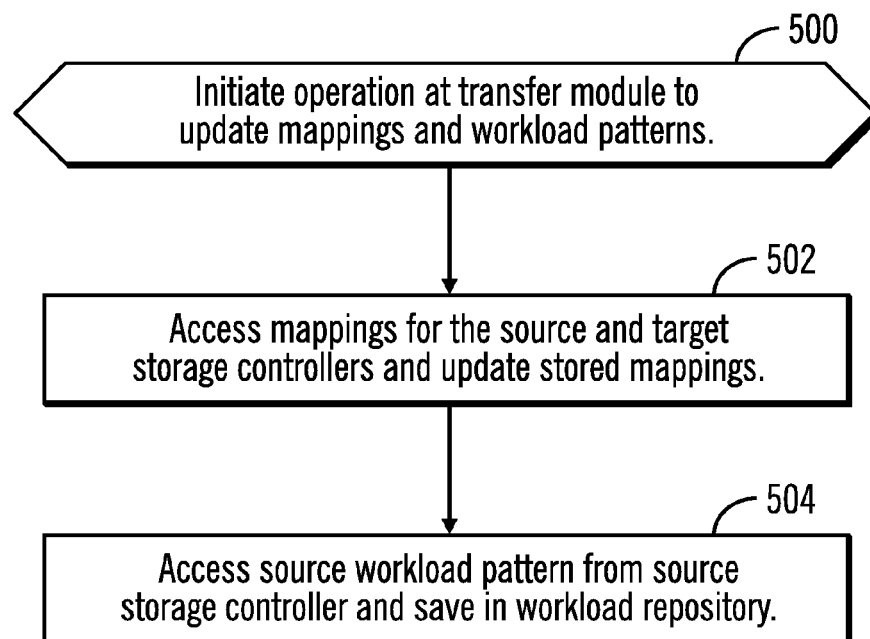 500
Initiate operation at transfer module to
update mappings and workload patterns.
502
Access mappings for the source and target
storage controllers and update stored mappings.
504
Access source workload pattern from source
storage controller and save in workload repository.